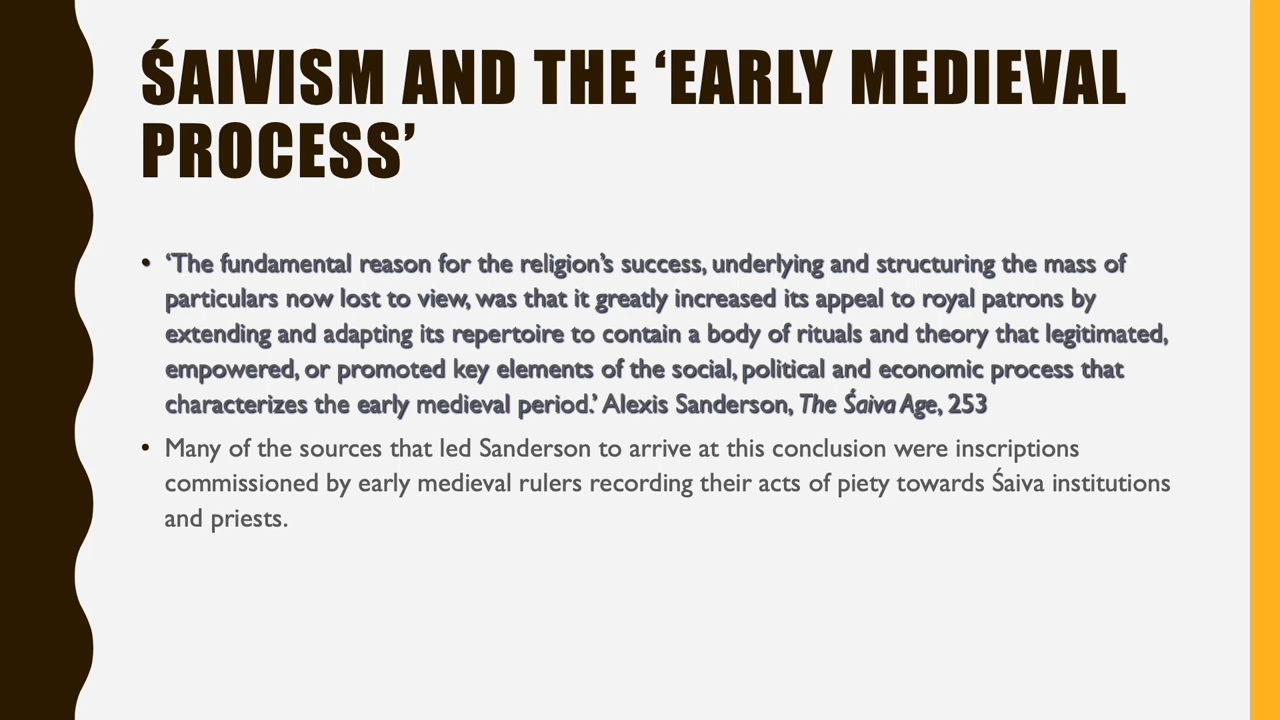 ŚAIVISM AND THE ‘EARLY MEDIEVAL
PROCESS’
• ‘The fundamental reason for the religion’s success, underlying and structuring the mass of
particulars now lost to view, was that it greatly increased its appeal to royal patrons by
extending and adapting its repertoire to contain a body of rituals and theory that legitimated,
empowered, or promoted key elements of the social, political and economic process that
characterizes the early medieval period.’ Alexis Sanderson, The Śaiva Age, 253
• Many of the sources that led Sanderson to arrive at this conclusion were inscriptions
commissioned by early medieval rulers recording their acts of piety towards Śaiva institutions
and priests.